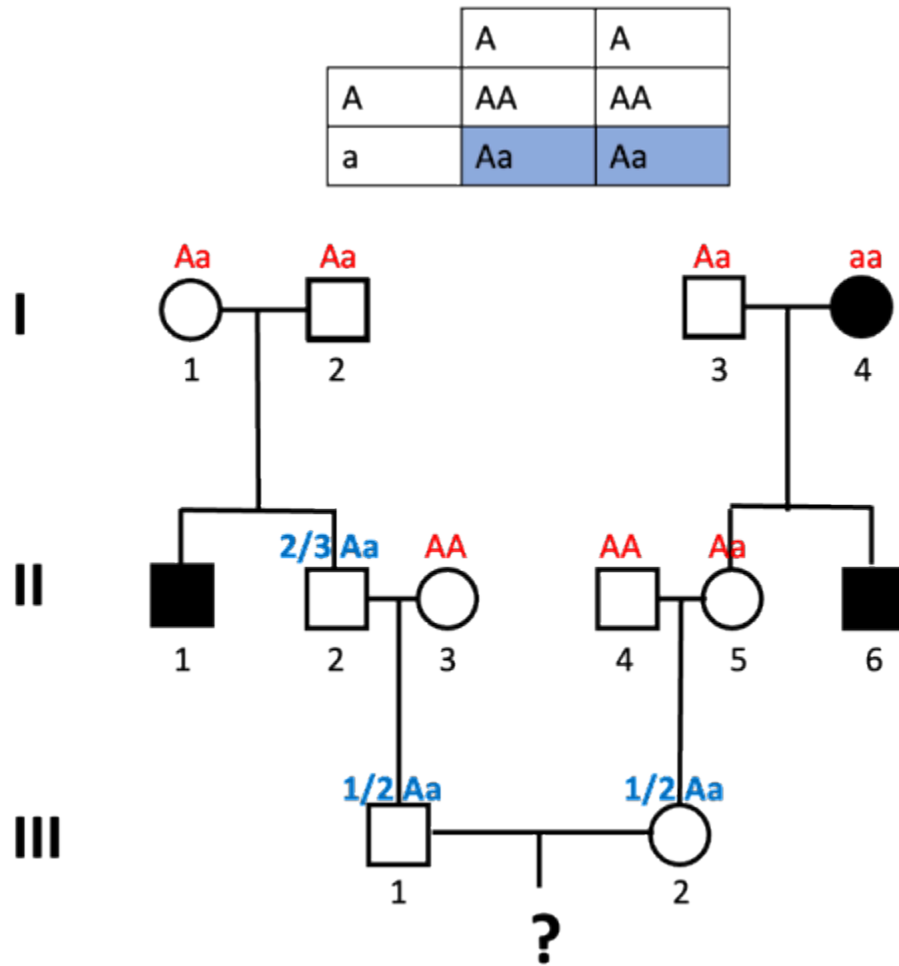 A A
A AA AA
a Aa Aa
Aa Aa Aa aa
I
1 2 3 4
2/3 Aa AA AA Aa
II
1 2 3 4 5 6
1/2 Aa 1/2 Aa
III
1 2
?